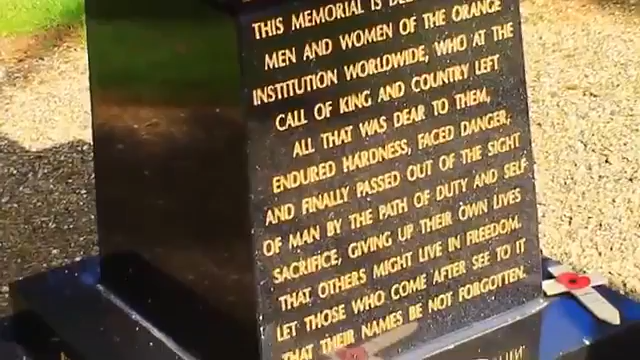 THIS MEMORIAL IS
MEN AND WOMEN OF THE ORANGE
INSTITUTION WORLDWIDE, WHO AT THE
CALL OF KING AND COUNTRY LEFT
ALL THAT WAS DEAR TO THEM,
ENDURED HARDNESS, FACED DANGER,
AND FINALLY PASSED OUT OF THE SIGHT
OF MAN BY THE PATH OF DUTY AND SELF
SACRIFICE, GIVING UP THEIR OWN LIVES
THAT OTHERS MIGHT LIVE IN FREEDOM.
LET THOSE WHO COME AFTER SEE TO IT
THAT THEIR NAMES BE NOT FORGOTTEN.